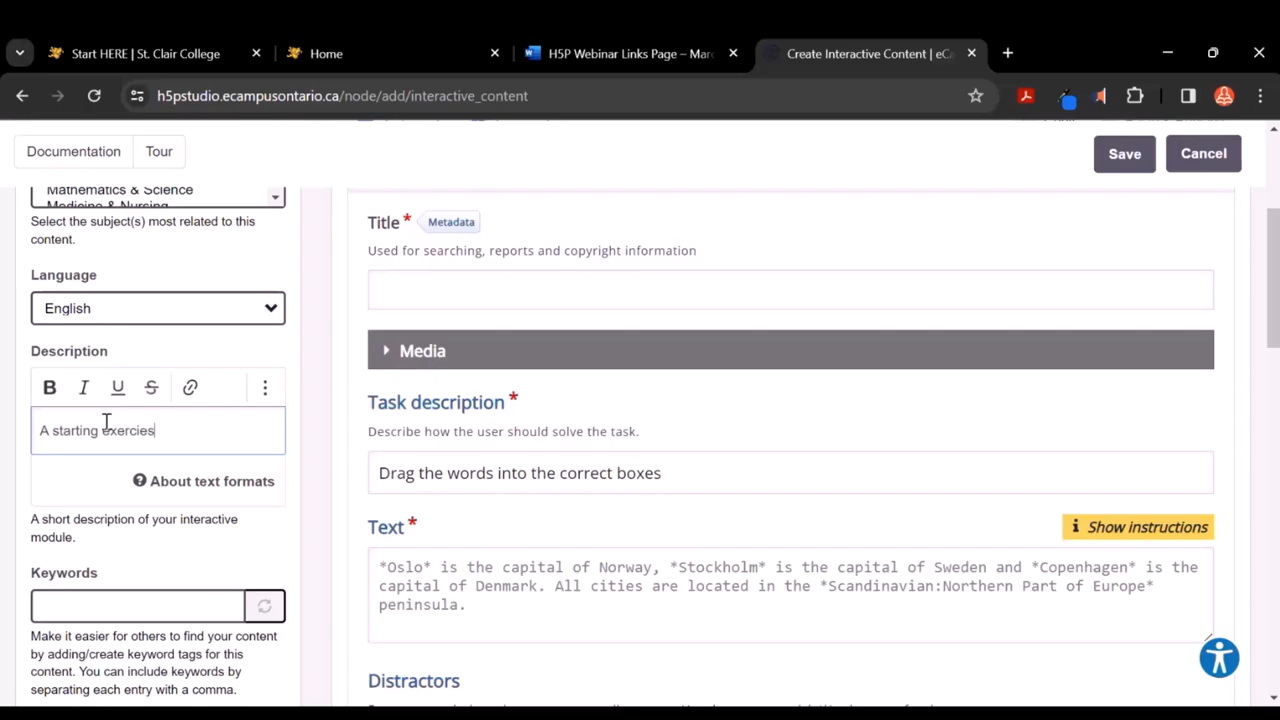 Start HERE | St. Clair College
Home
H5P Webinar Links Page – Marc
Create Interactive Content | eCa
h5pstudio.ecampusontario.ca/node/add/interactive_content
Documentation
Tour
Save
Cancel
Mathematics & Science
Medicine & Nursing
Select the subject(s) most related to this
content.
Language
English
Description
B I U S
A starting exercies
About text formats
A short description of your interactive
module.
Keywords
Make it easier for others to find your content
by adding/create keyword tags for this
content. You can include keywords by
separating each entry with a comma.
Title *
Metadata
Used for searching, reports and copyright information
Media
Task description *
Describe how the user should solve the task.
Drag the words into the correct boxes
Text *
Show instructions
*Oslo* is the capital of Norway, *Stockholm* is the capital of Sweden and *Copenhagen* is the
capital of Denmark. All cities are located in the *Scandinavian:Northern Part of Europe*
peninsula.
Distractors